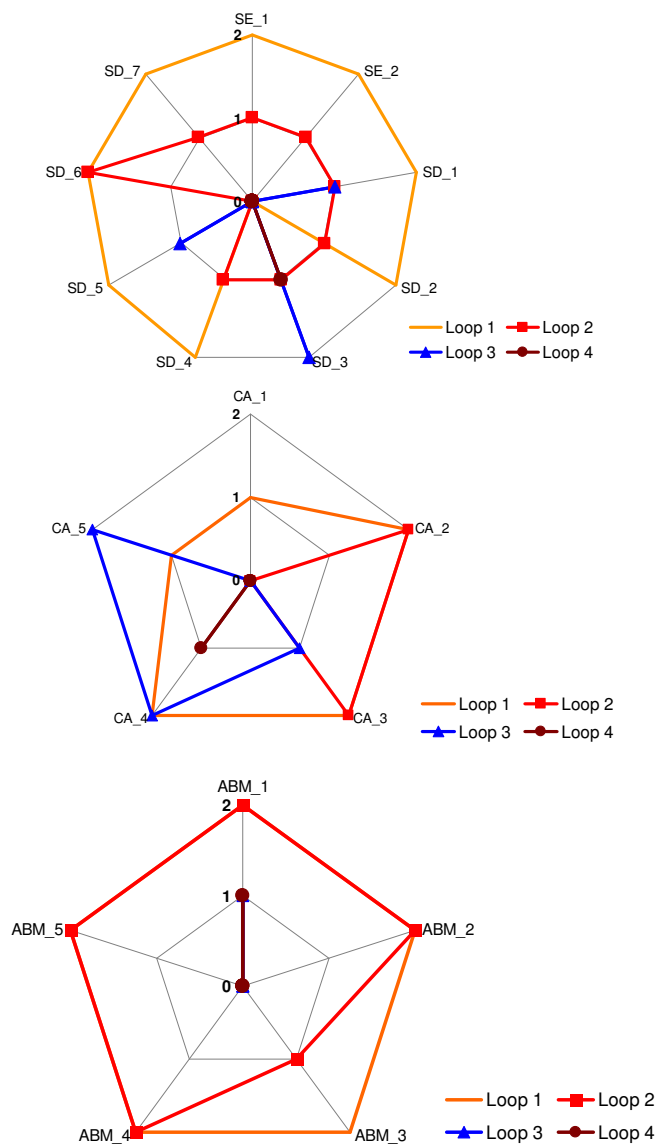 SE_1
2
SD_7
SE_2
1
SD_6
SD_1
0
SD_5
SD_2
SD_4
SD_3
Loop 1 Loop 2
Loop 3 Loop 4
CA_1
2
1
CA_5
CA_2
0
CA_4
CA_3
Loop 1 Loop 2
Loop 3 Loop 4
ABM_1
2
1
ABM_5
ABM_2
0
ABM_4
ABM_3
Loop 1 Loop 2
Loop 3 Loop 4